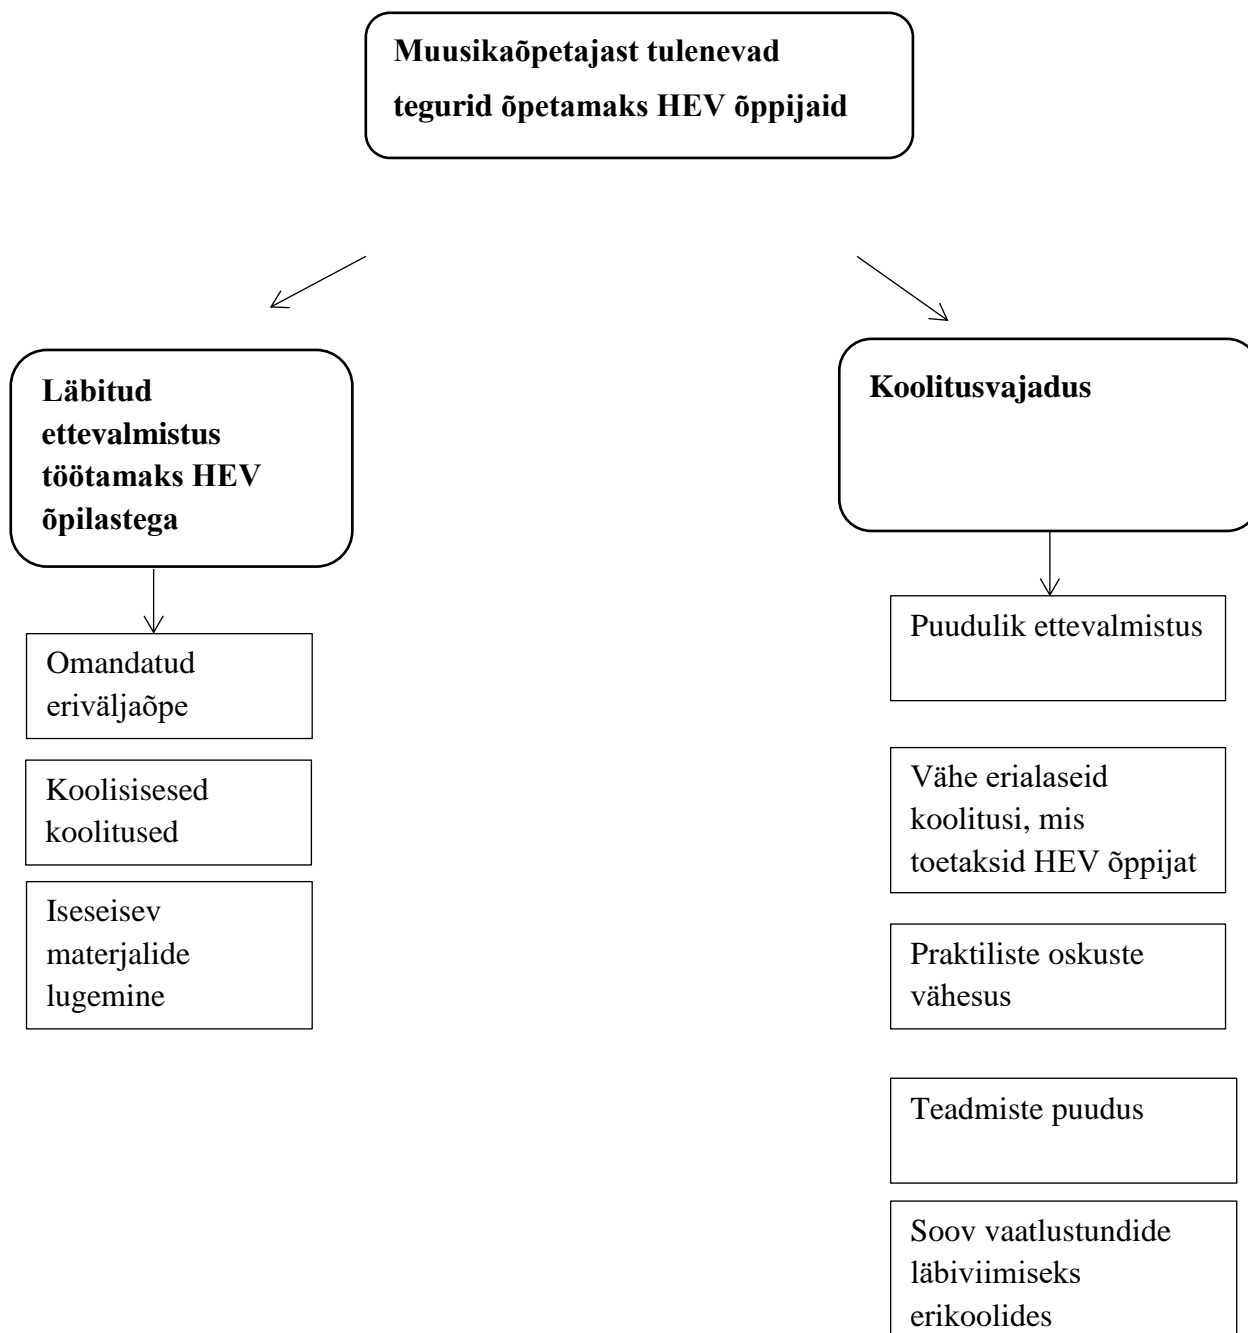 Muusikaõpetajast tulenevad
tegurid õpetamaks HEV õppijaid
Läbitud
ettevalmistus
töötamaks HEV
õpilastega
Omandatud
eriväljaõpe
Koolisisesed
koolitused
Iseseisev
materjalide
lugemine
Koolitusvajadus
Puudulik ettevalmistus
Vähe erialaseid
koolitusi, mis
toetaksid HEV õppijat
Praktiliste oskuste
vähesus
Teadmiste puudus
Soov vaatlustundide
läbiviimiseks
erikoolides